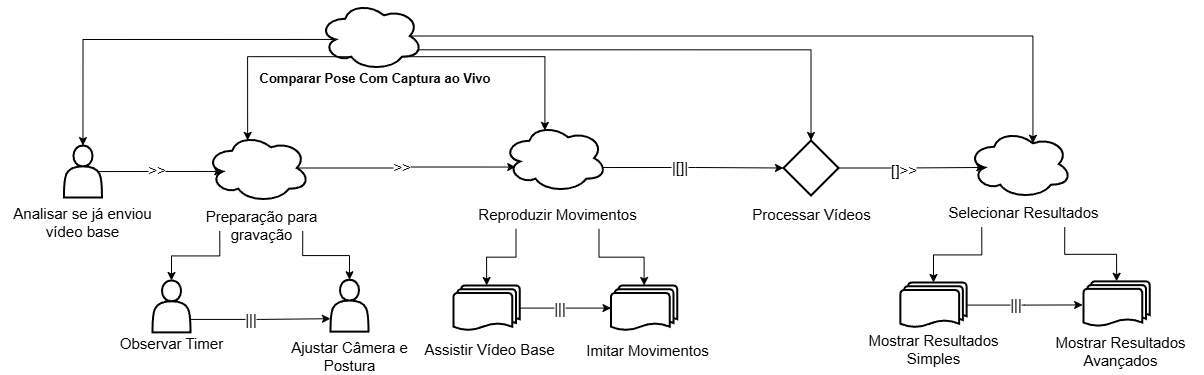 Comparar Pose Com Captura ao Vivo
>>
>>
|[]|
[]>>
Analisar se já enviou
vídeo base
Preparação para
gravação
Reproduzir Movimentos
Processar Vídeos
Selecionar Resultados
|||
|||
|||
Observar Timer
Ajustar Câmera e
Postura
Assistir Vídeo Base
Imitar Movimentos
Mostrar Resultados
Simples
Mostrar Resultados
Avançados